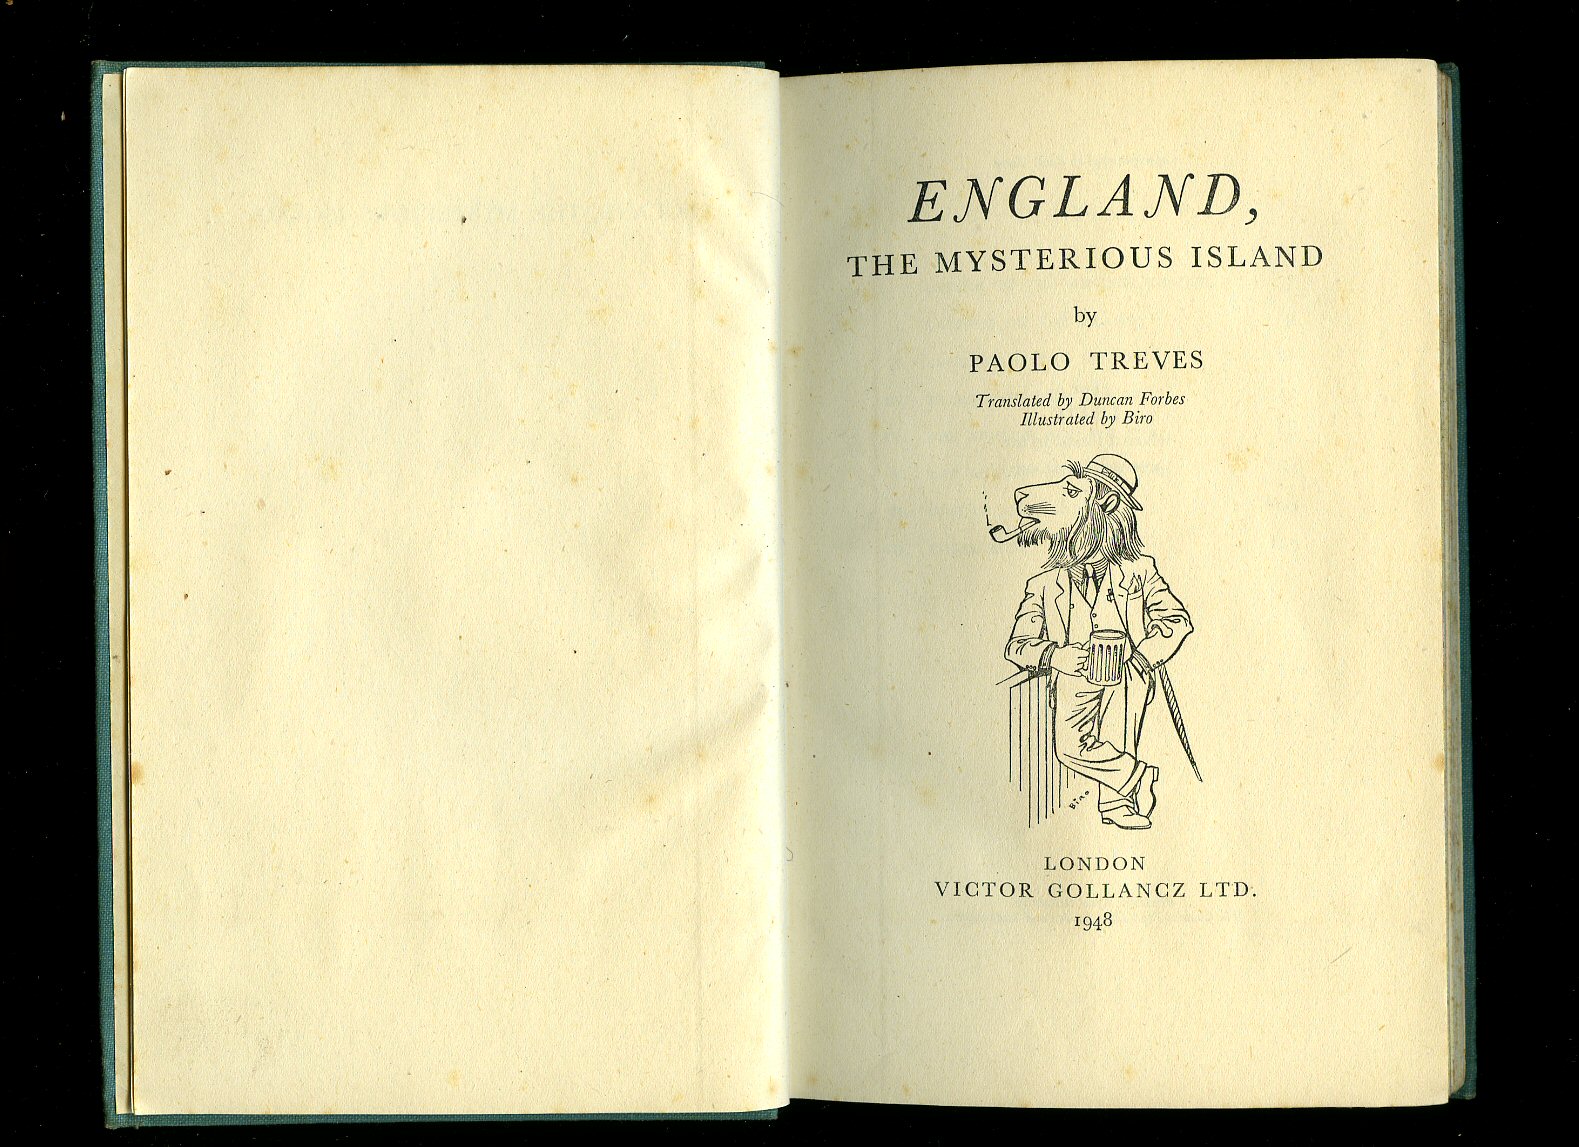 ENGLAND,
THE MYSTERIOUS ISLAND
by
PAOLO TREVES
Translated by Duncan Forbes
Illustrated by Biro
Biro
LONDON
VICTOR GOLLANCZ LTD.
1948